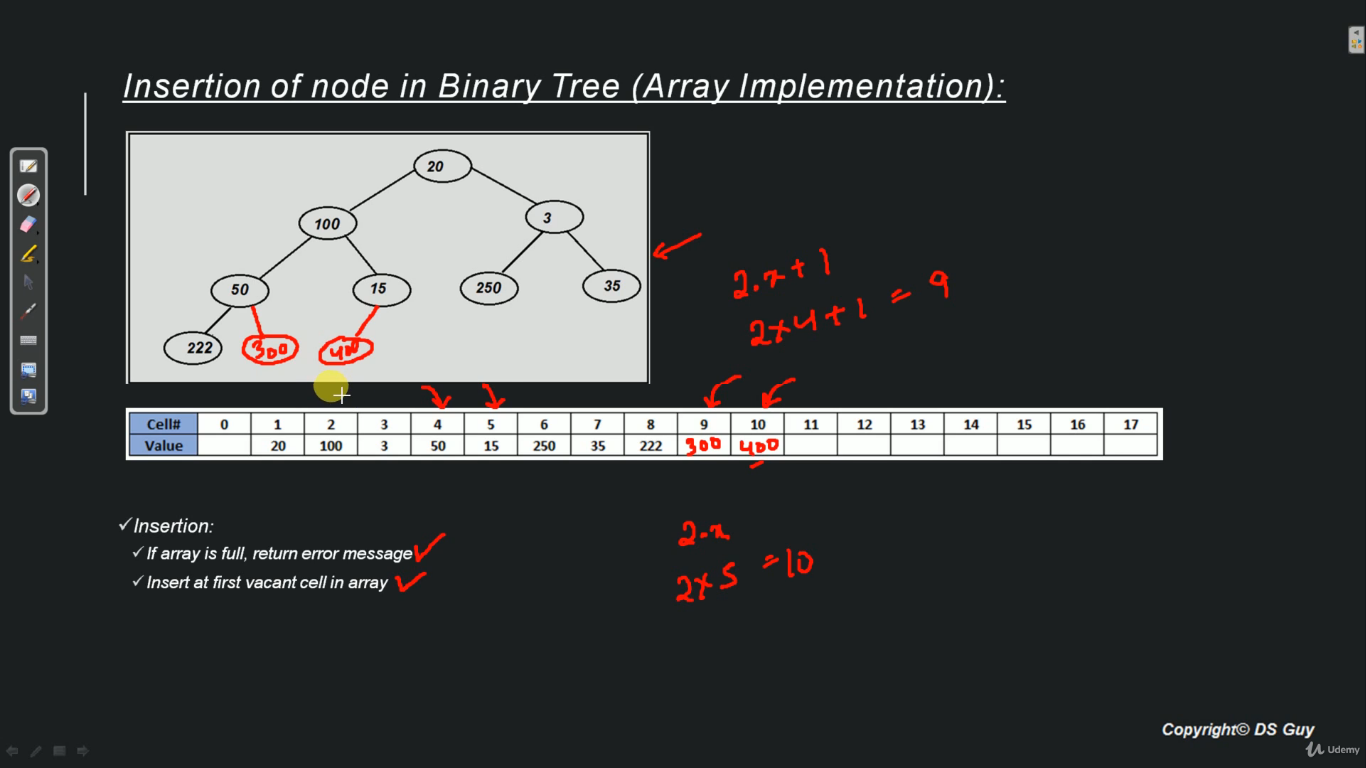 Insertion of node in Binary Tree (Array Implementation):
20
100 3
50 15 250 35
222 300 400
2.x+1
2x4+1 = 9
Cell# 0 1 2 3 4 5 6 7 8 9 10 11 12 13 14 15 16 17
Value 20 100 3 50 15 250 35 222 300 400
✓Insertion:
✓If array is full, return error message
✓Insert at first vacant cell in array
2.x
2x5 =10
Copyright© DS Guy
Udemy